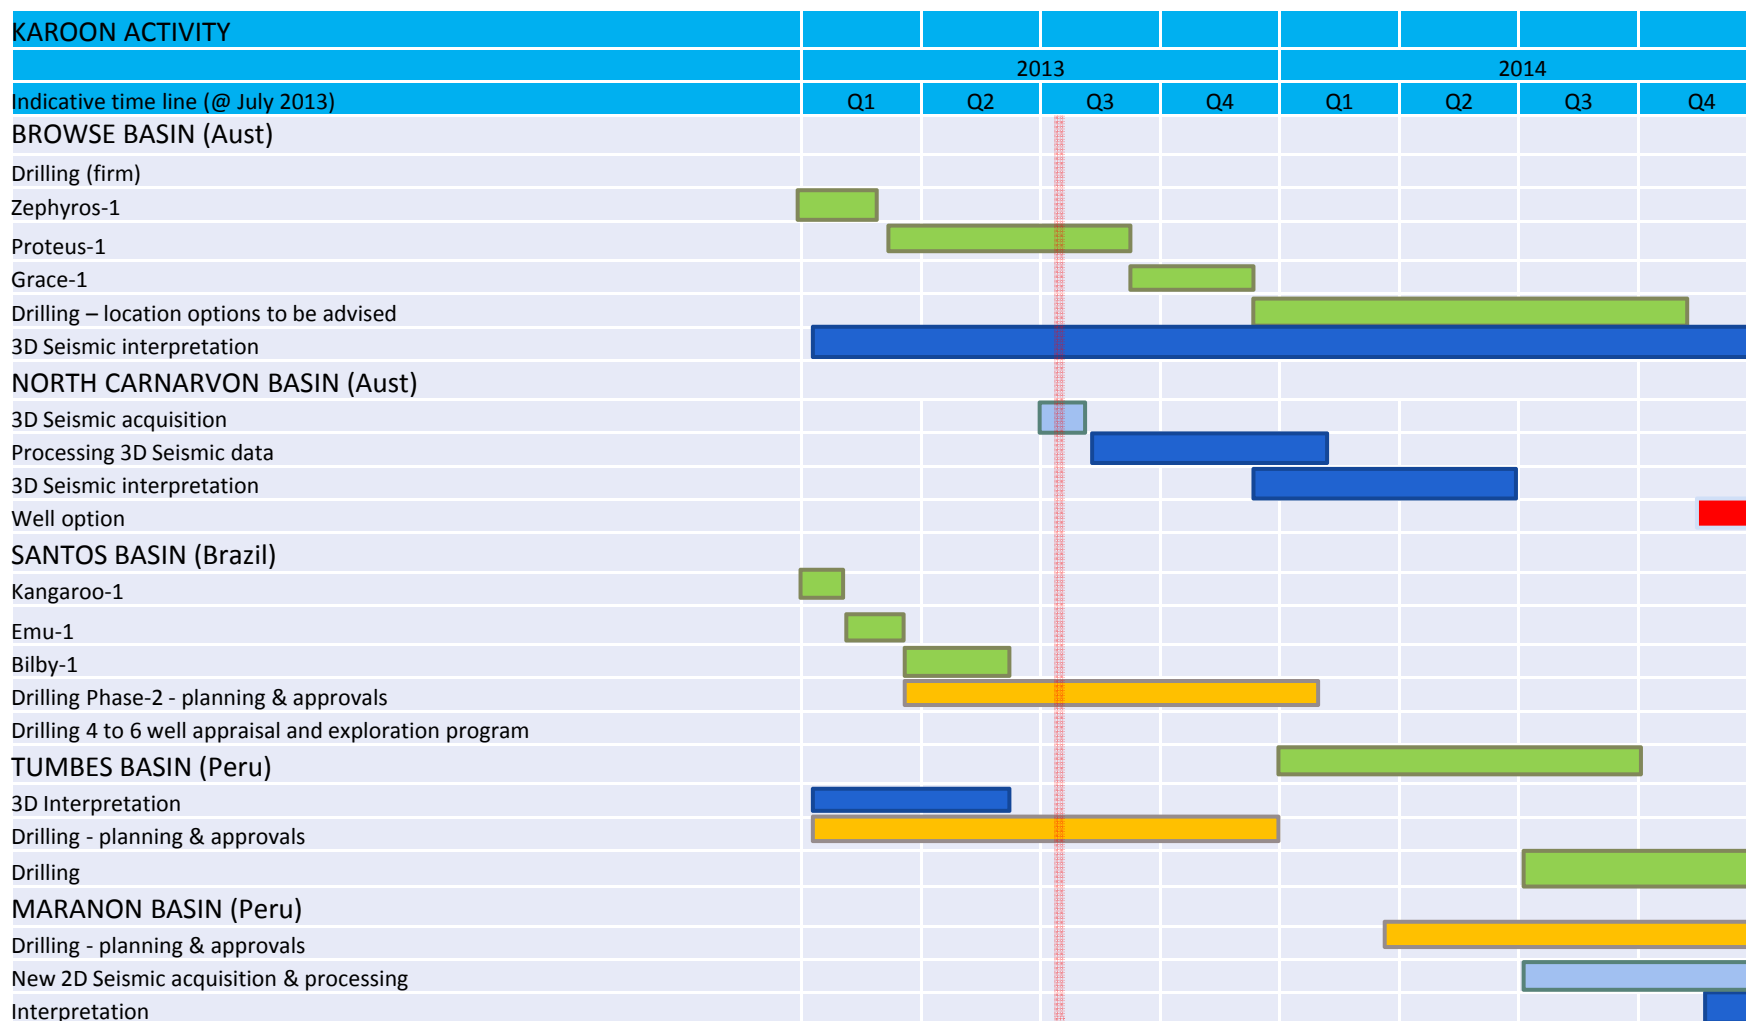 KAROON ACTIVITY
2013 2014
Indicative time line (@ July 2013) Q1 Q2 Q3 Q4 Q1 Q2 Q3 Q4
BROWSE BASIN (Aust)
Drilling (firm)
Zephyros-1
Proteus-1
Grace-1
Drilling – location options to be advised
3D Seismic interpretation
NORTH CARNARVON BASIN (Aust)
3D Seismic acquisition
Processing 3D Seismic data
3D Seismic interpretation
Well option
SANTOS BASIN (Brazil)
Kangaroo-1
Emu-1
Bilby-1
Drilling Phase-2 - planning & approvals
Drilling 4 to 6 well appraisal and exploration program
TUMBES BASIN (Peru)
3D Interpretation
Drilling - planning & approvals
Drilling
MARANON BASIN (Peru)
Drilling - planning & approvals
New 2D Seismic acquisition & processing
Interpretation